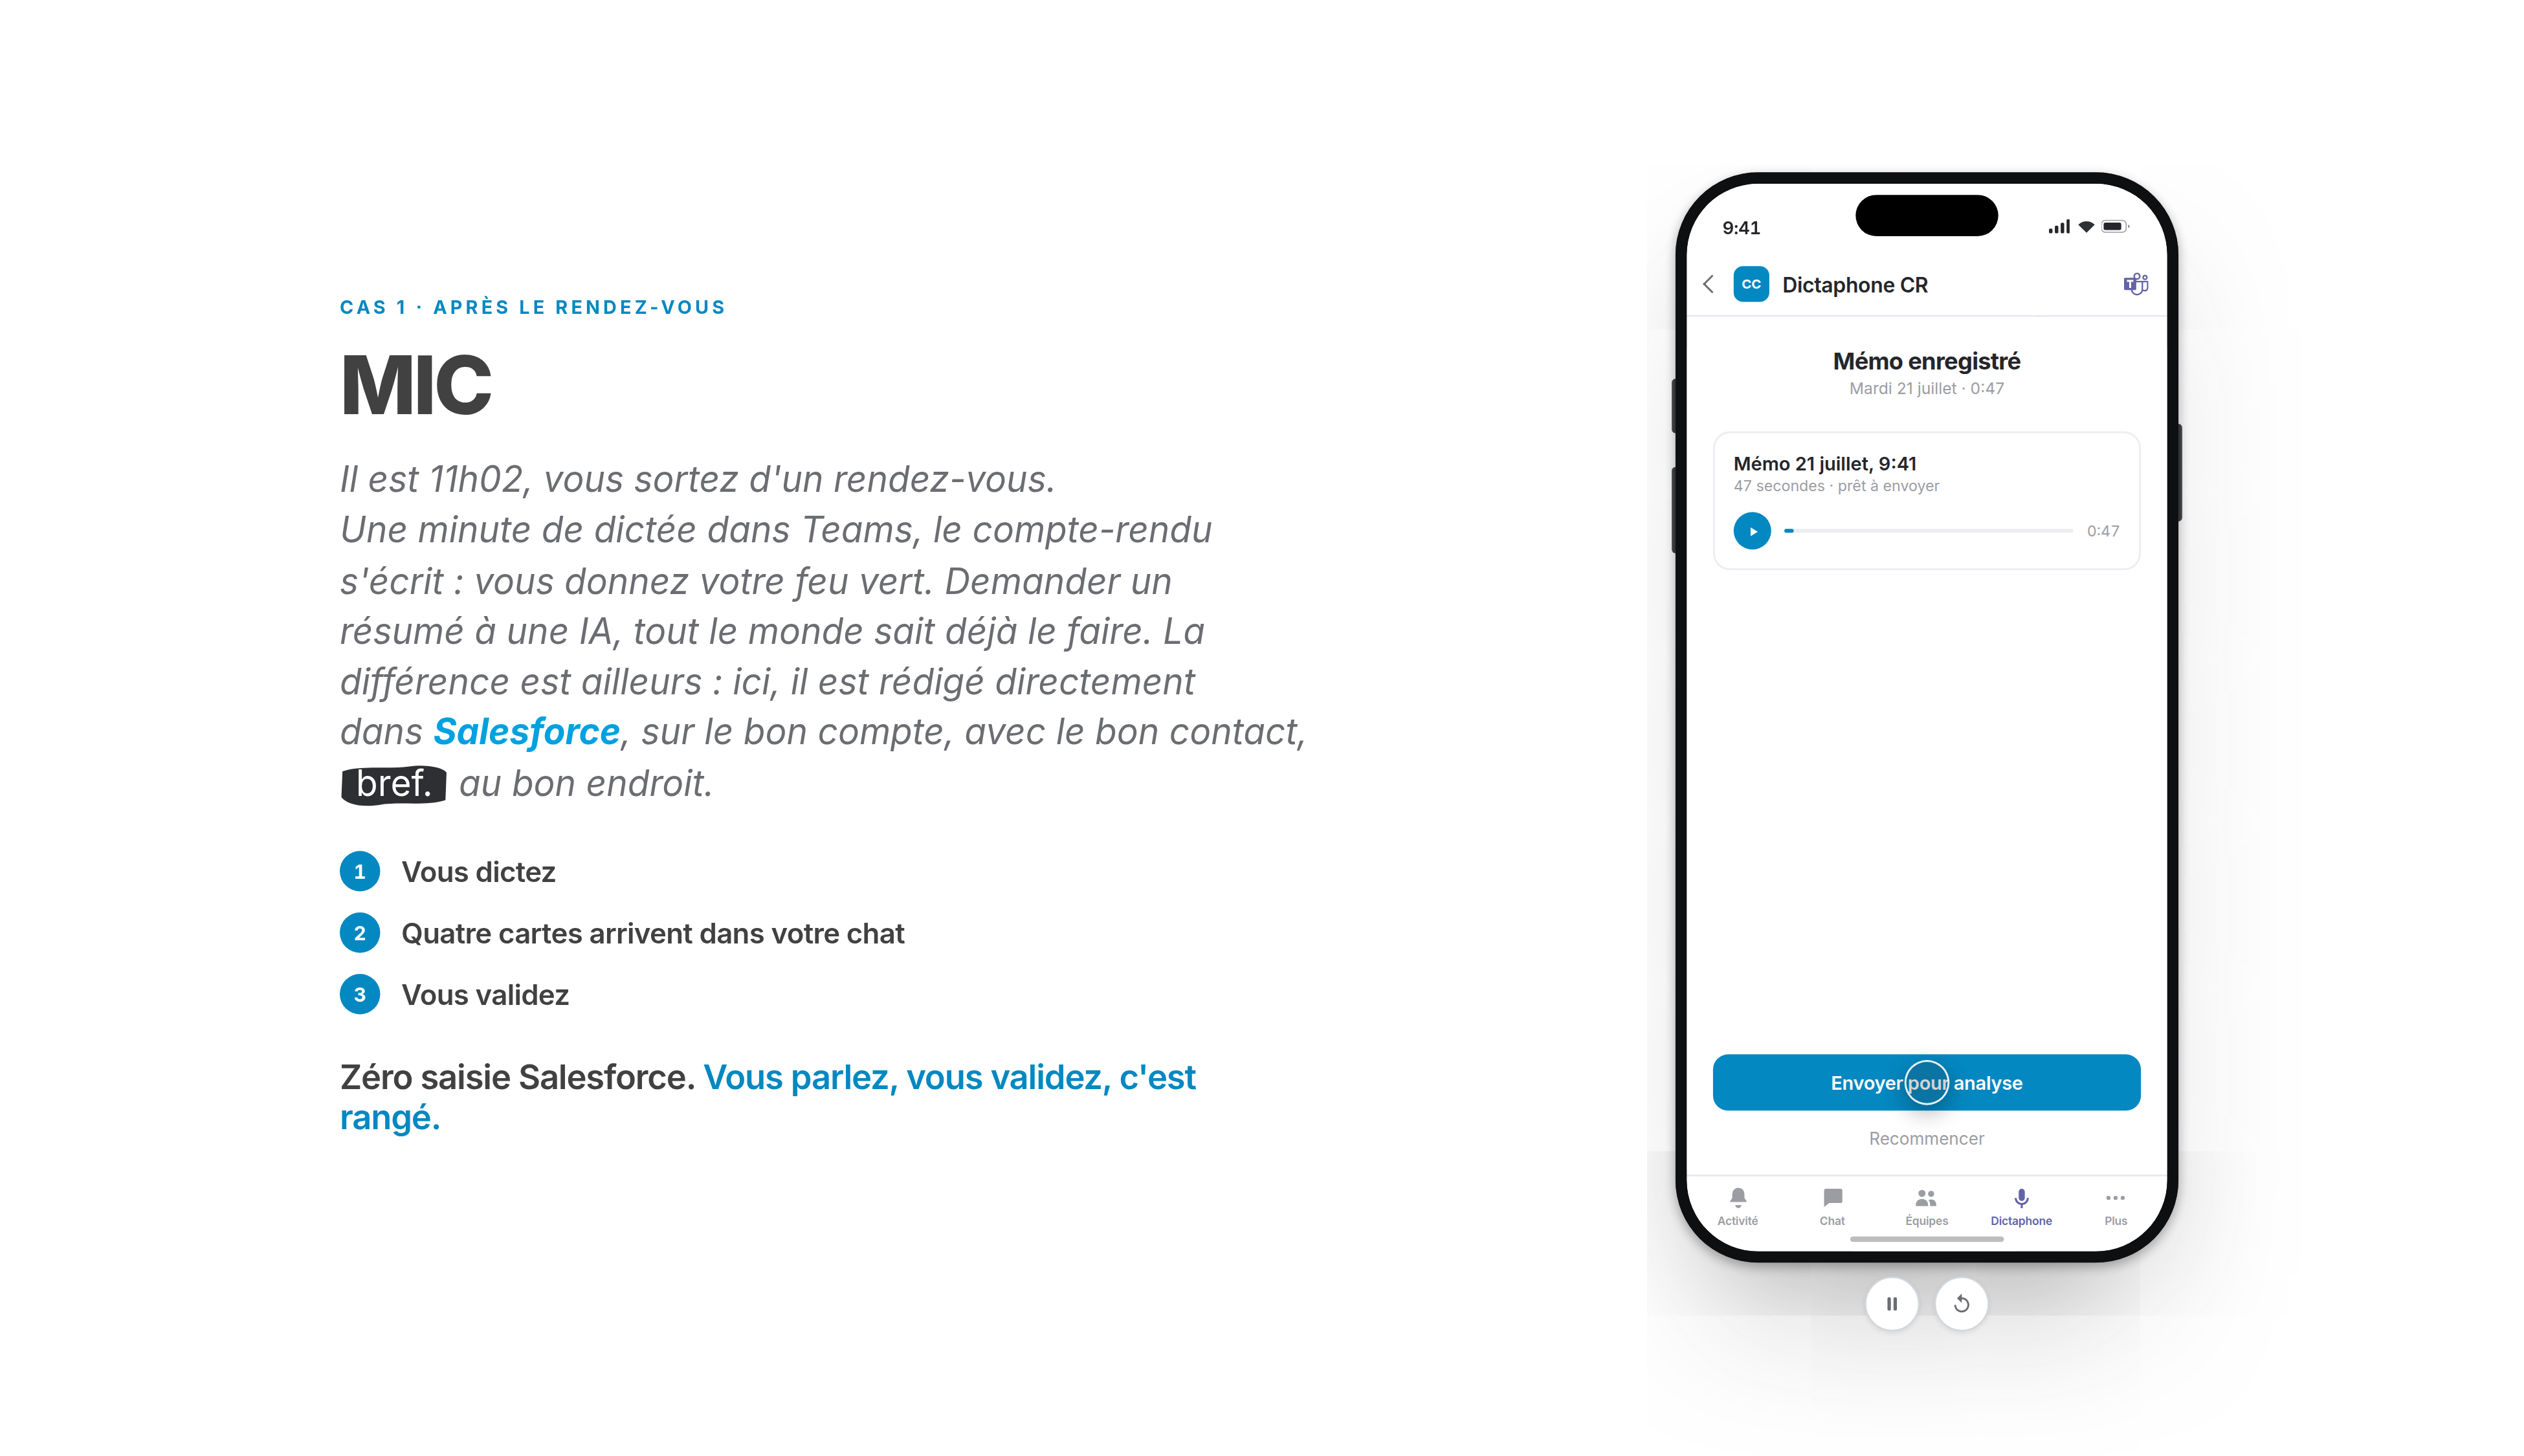 CAS 1 · APRÈS LE RENDEZ-VOUS
MIC
Il est 11h02, vous sortez d'un rendez-vous.
Une minute de dictée dans Teams, le compte-rendu
s'écrit : vous donnez votre feu vert. Demander un
résumé à une IA, tout le monde sait déjà le faire. La
différence est ailleurs : ici, il est rédigé directement
dans Salesforce, sur le bon compte, avec le bon contact,
bref. au bon endroit.
1 Vous dictez
2 Quatre cartes arrivent dans votre chat
3 Vous validez
Zéro saisie Salesforce. Vous parlez, vous validez, c'est
rangé.
9:41
CC Dictaphone CR
T
Mémo enregistré
Mardi 21 juillet · 0:47
Mémo 21 juillet, 9:41
47 secondes · prêt à envoyer
0:47
Envoyer pour analyse
Recommencer
Activité Chat Équipes Dictaphone Plus